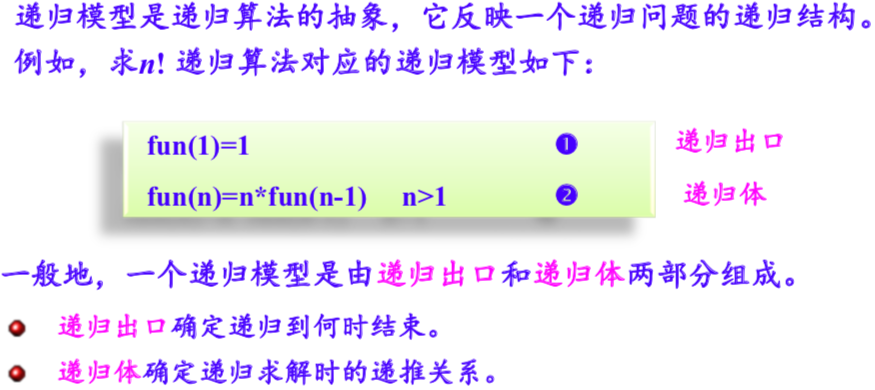 递归模型是递归算法的抽象，它反映一个递归问题的递归结构。
例如，求n! 递归算法对应的递归模型如下：
fun(1)=1 ❶ 递归出口
fun(n)=n*fun(n-1) n>1 ❷ 递归体
一般地，一个递归模型是由递归出口和递归体两部分组成。
递归出口确定递归到何时结束。
递归体确定递归求解时的递推关系。